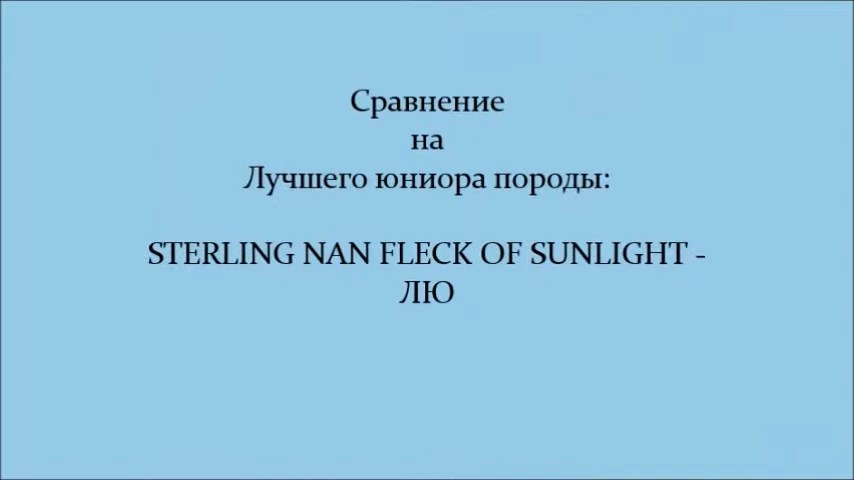 Сравнение
на
Лучшего юниора породы:
STERLING NAN FLECK OF SUNLIGHT -
ЛЮ